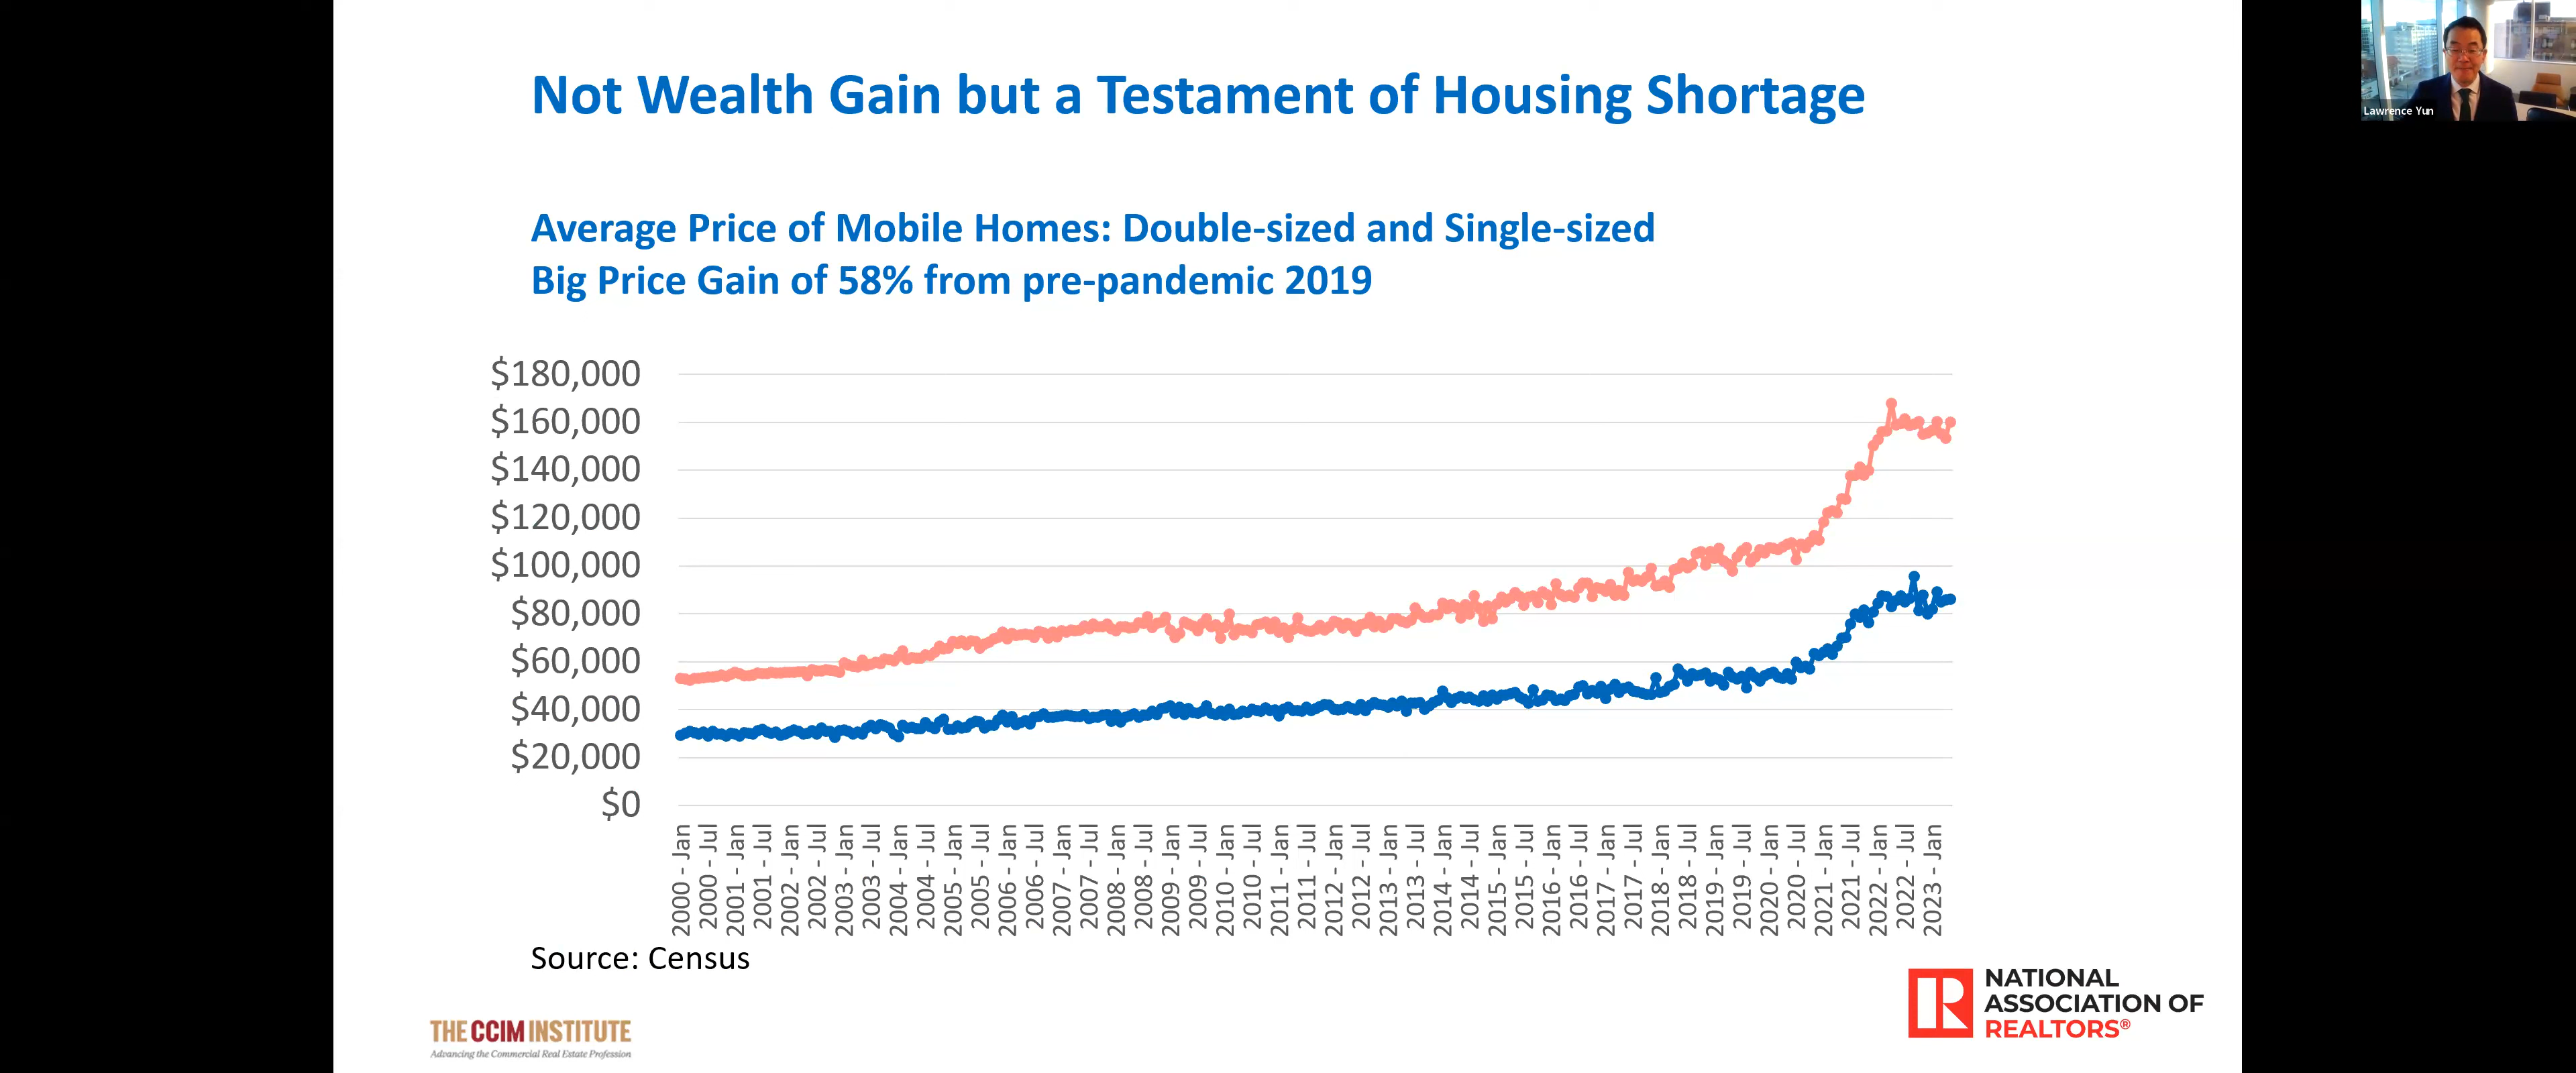 Not Wealth Gain but a Testament of Housing Shortage
Lawrence Yun
Average Price of Mobile Homes: Double-sized and Single-sized
Big Price Gain of 58% from pre-pandemic 2019
$180,000
$160,000
$140,000
$120,000
$100,000
$80,000
$60,000
$40,000
$20,000
$0
2000 - Jan
2000 - Jul
2001 - Jan
2001 - Jul
2002 - Jan
2002 - Jul
2003 - Jan
2003 - Jul
2004 - Jan
2004 - Jul
2005 - Jan
2005 - Jul
2006 - Jan
2006 - Jul
2007 - Jan
2007 - Jul
2008 - Jan
2008 - Jul
2009 - Jan
2009 - Jul
2010 - Jan
2010 - Jul
2011 - Jan
2011 - Jul
2012 - Jan
2012 - Jul
2013 - Jan
2013 - Jul
2014 - Jan
2014 - Jul
2015 - Jan
2015 - Jul
2016 - Jan
2016 - Jul
2017 - Jan
2017 - Jul
2018 - Jan
2018 - Jul
2019 - Jan
2019 - Jul
2020 - Jan
2020 - Jul
2021 - Jan
2021 - Jul
2022 - Jan
2022 - Jul
2023 - Jan
Source: Census
THE CCIM INSTITUTE
Advancing the Commercial Real Estate Profession
NATIONAL
ASSOCIATION OF
REALTORS®